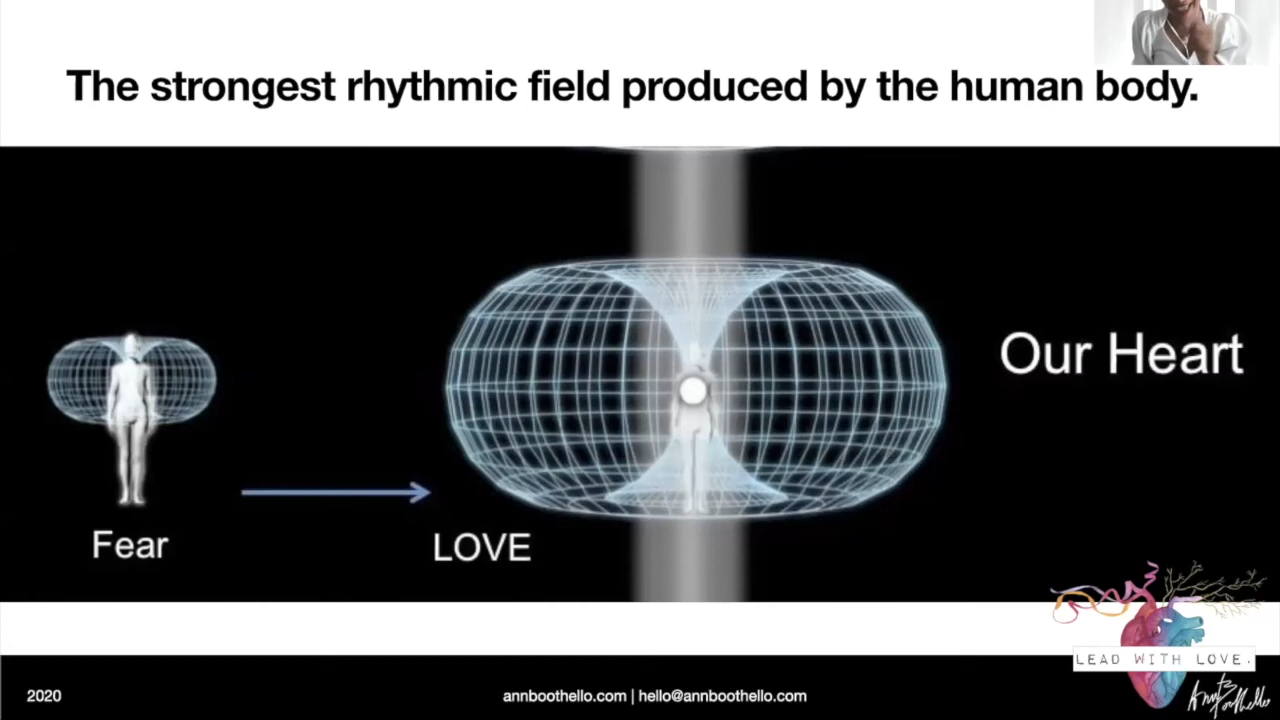 The strongest rhythmic field produced by the human body.
Our Heart
Fear
LOVE
LEAD WITH LOVE.
2020
annboothello.com | hello@annboothello.com